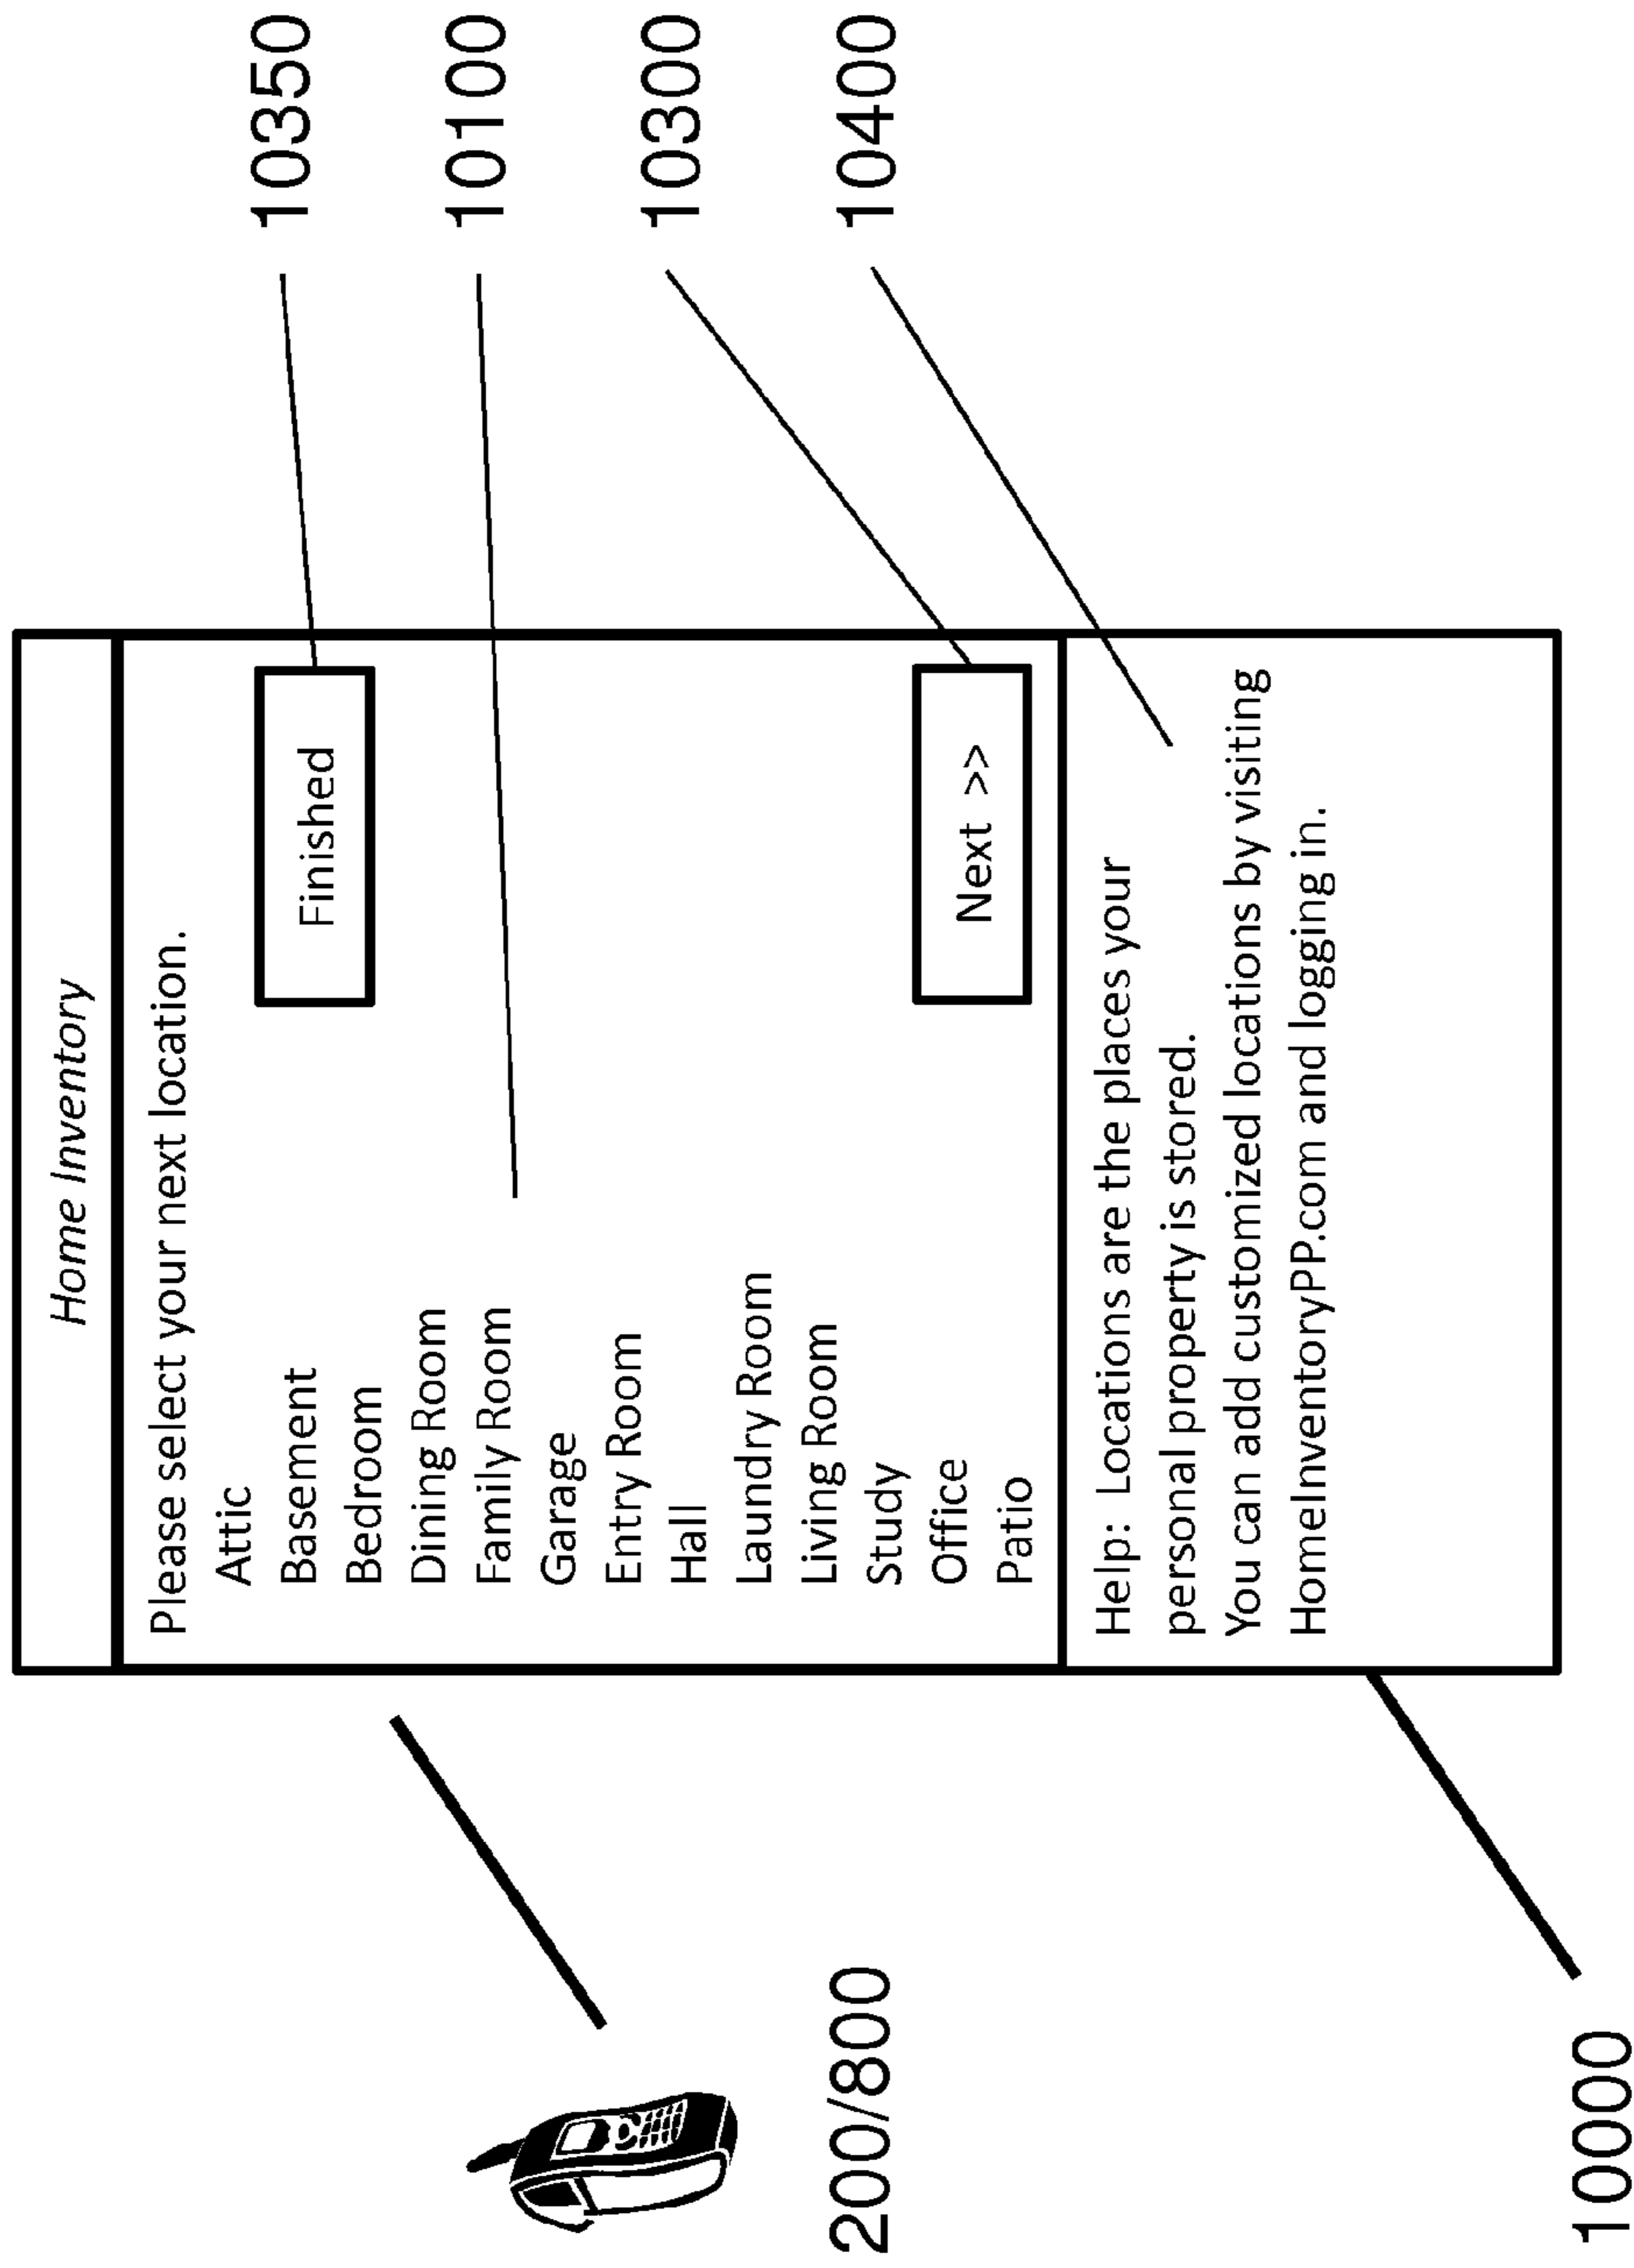 Home Inventory
Please select your next location.
Attic
Basement
Finished
Bedroom
Dining Room
Family Room
Garage
Entry Room
Hall
Laundry Room
Living Room
Study
Office
Next >>
Patio
Help: Locations are the places your
personal property is stored.
You can add customized locations by visiting
HomeInventoryPP.com and logging in.
10350
10100
10300
10400
200/800
10000